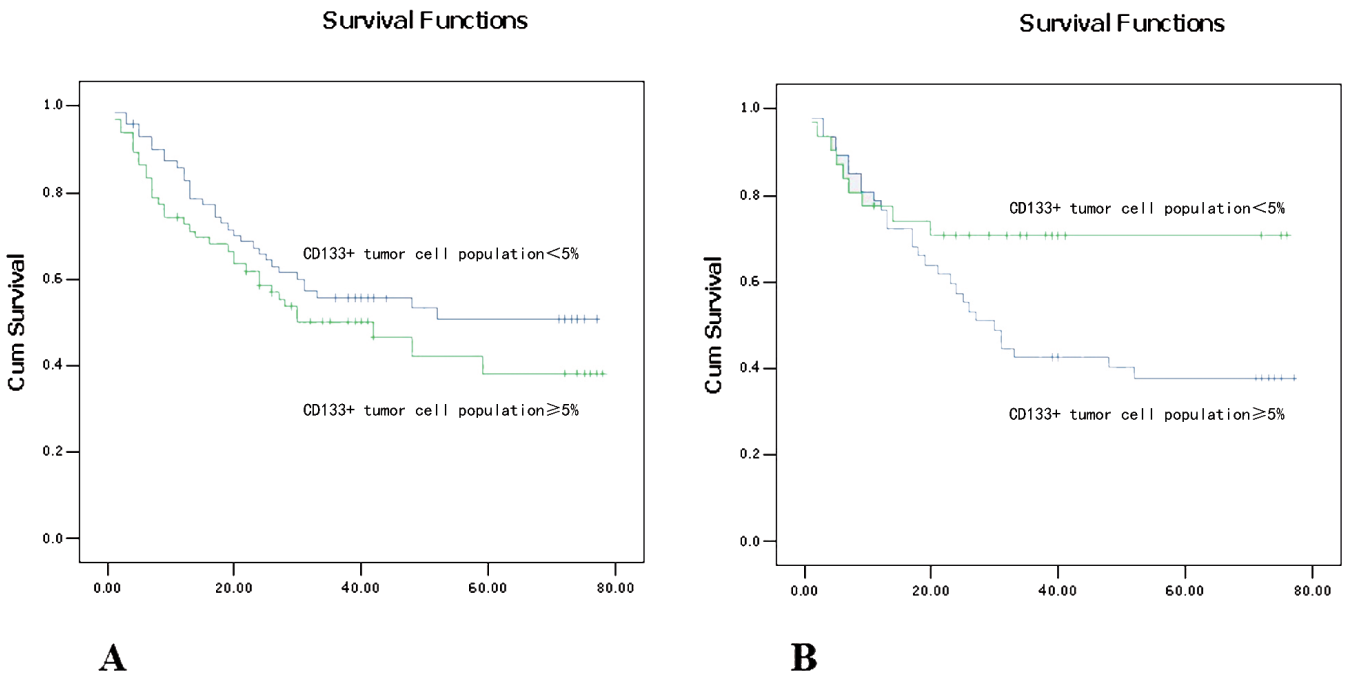 Survival Functions
Cum Survival
1.0
0.8
0.6
0.4
0.2
0.0
CD133+ tumor cell population<5%
CD133+ tumor cell population≥5%
0.00 20.00 40.00 60.00 80.00
A
Survival Functions
Cum Survival
1.0
0.8
0.6
0.4
0.2
0.0
CD133+ tumor cell population<5%
CD133+ tumor cell population≥5%
0.00 20.00 40.00 60.00 80.00
B